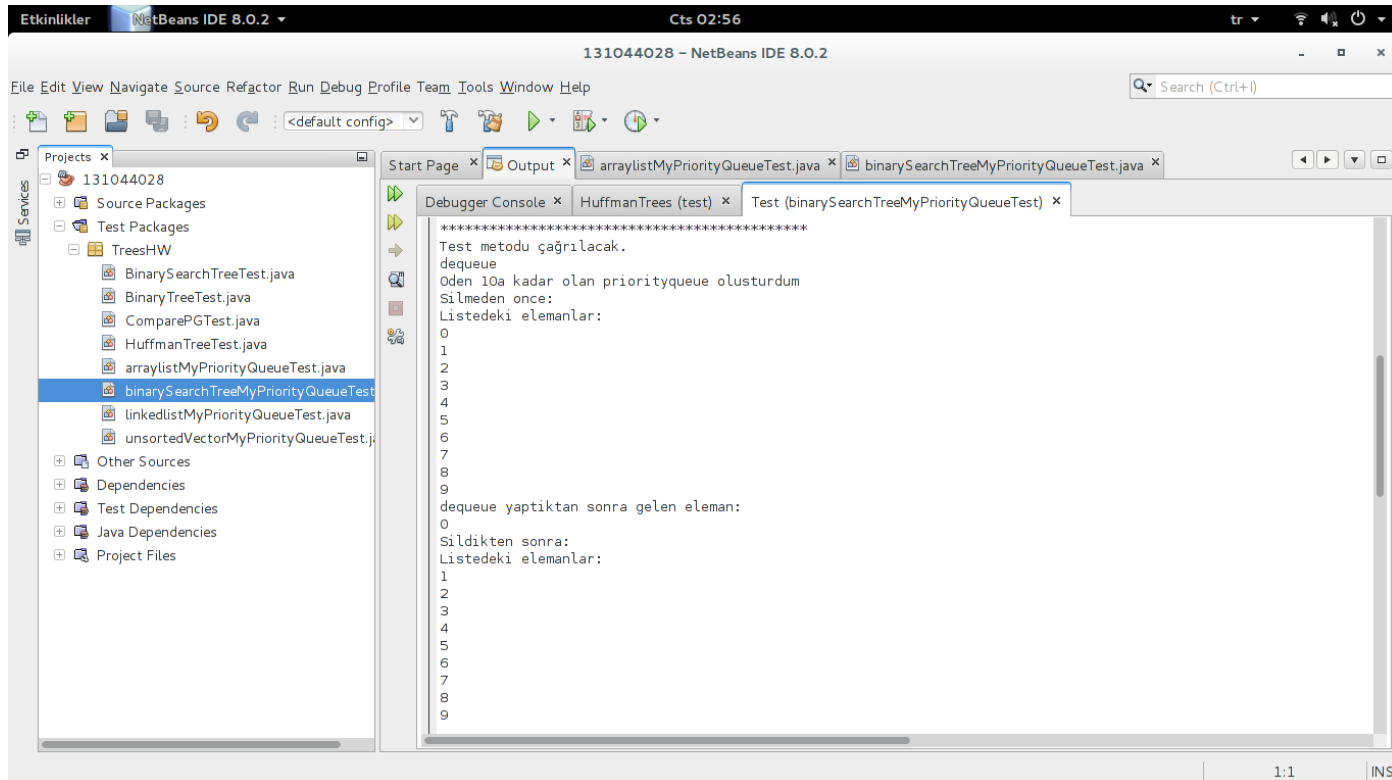 Etkinlikler NetBeans IDE 8.0.2 Cts 02:56 tr
131044028 – NetBeans IDE 8.0.2
File Edit View Navigate Source Refactor Run Debug Profile Team Tools Window Help Search (Ctrl+I)
<default config>
Projects
Services
131044028
Source Packages
Test Packages
TreesHW
BinarySearchTreeTest.java
BinaryTreeTest.java
ComparePGTest.java
HuffmanTreeTest.java
arraylistMyPriorityQueueTest.java
binarySearchTreeMyPriorityQueueTest
linkedlistMyPriorityQueueTest.java
unsortedVectorMyPriorityQueueTest.ja
Other Sources
Dependencies
Test Dependencies
Java Dependencies
Project Files
Start Page Output arraylistMyPriorityQueueTest.java binarySearchTreeMyPriorityQueueTest.java
Debugger Console HuffmanTrees (test) Test (binarySearchTreeMyPriorityQueueTest)
*********************************************
Test metodu çağrılacak.
dequeue
0den 10a kadar olan priorityqueue olusturdum
Silmeden once:
Listedeki elemanlar:
0
1
2
3
4
5
6
7
8
9
dequeue yaptiktan sonra gelen eleman:
0
Sildikten sonra:
Listedeki elemanlar:
1
2
3
4
5
6
7
8
9
1:1 INS